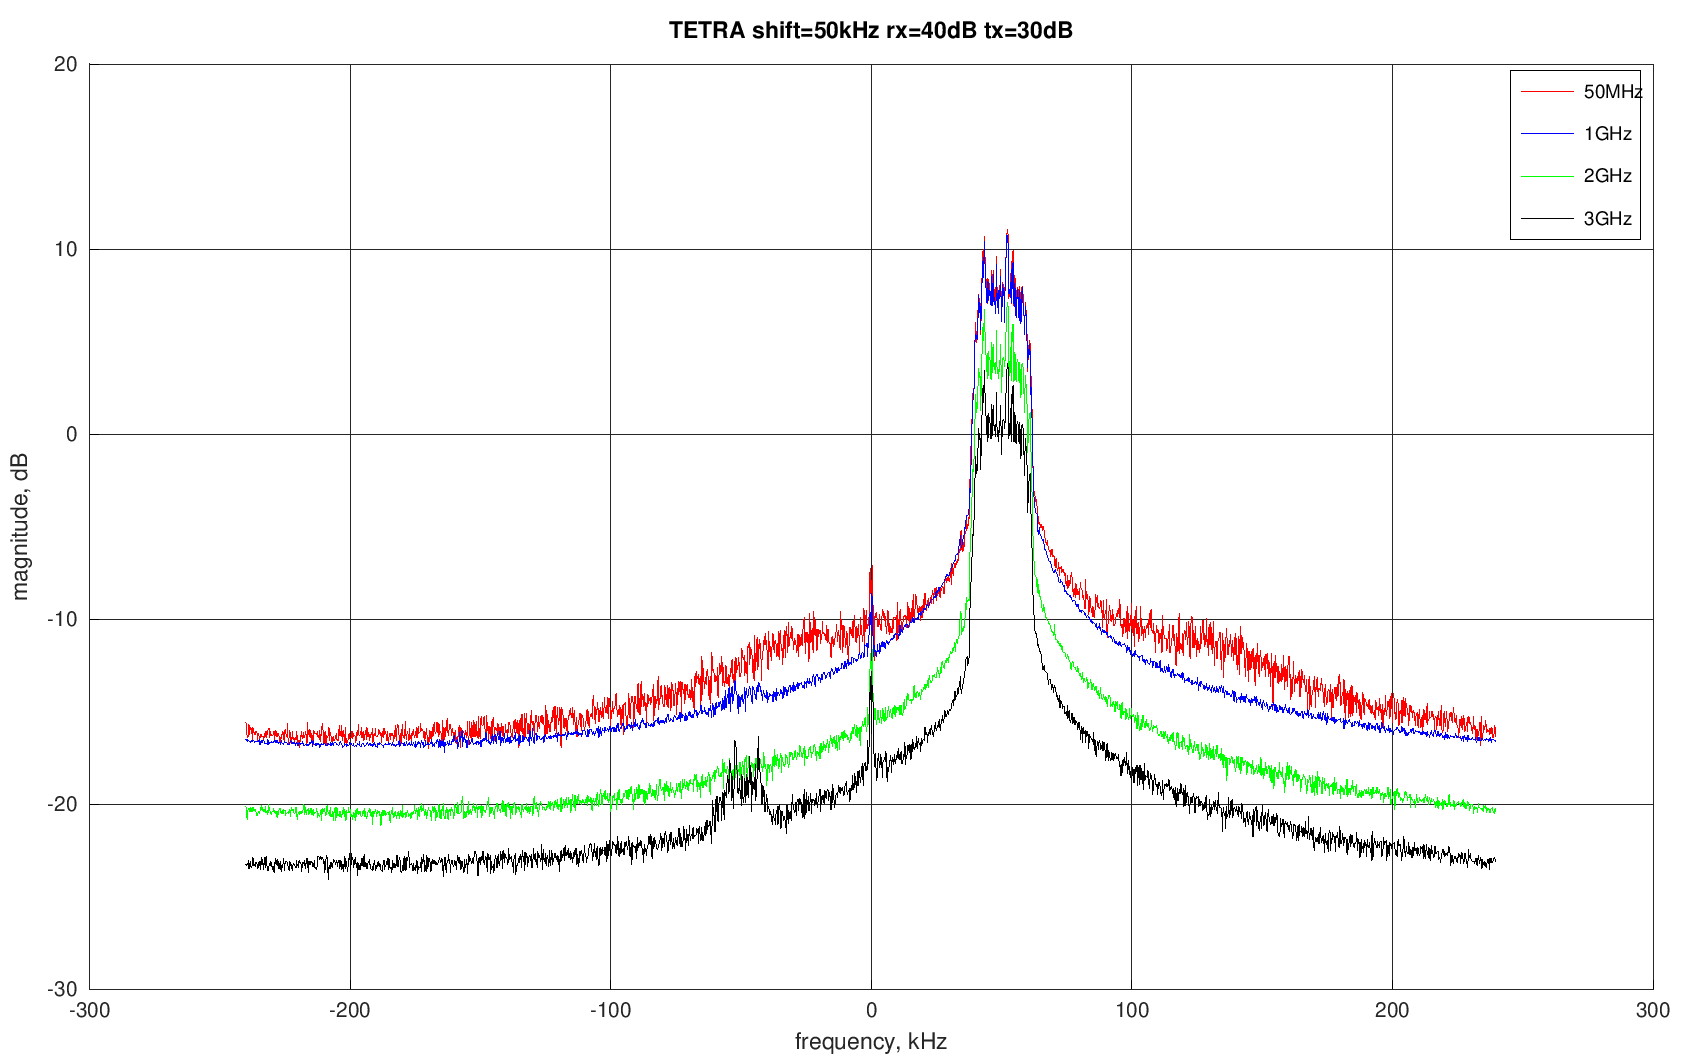 TETRA shift=50kHz rx=40dB tx=30dB
20
10
0
-10
-20
-30
magnitude, dB
50MHz
1GHz
2GHz
3GHz
-300
-200
-100
0
100
200
300
frequency, kHz